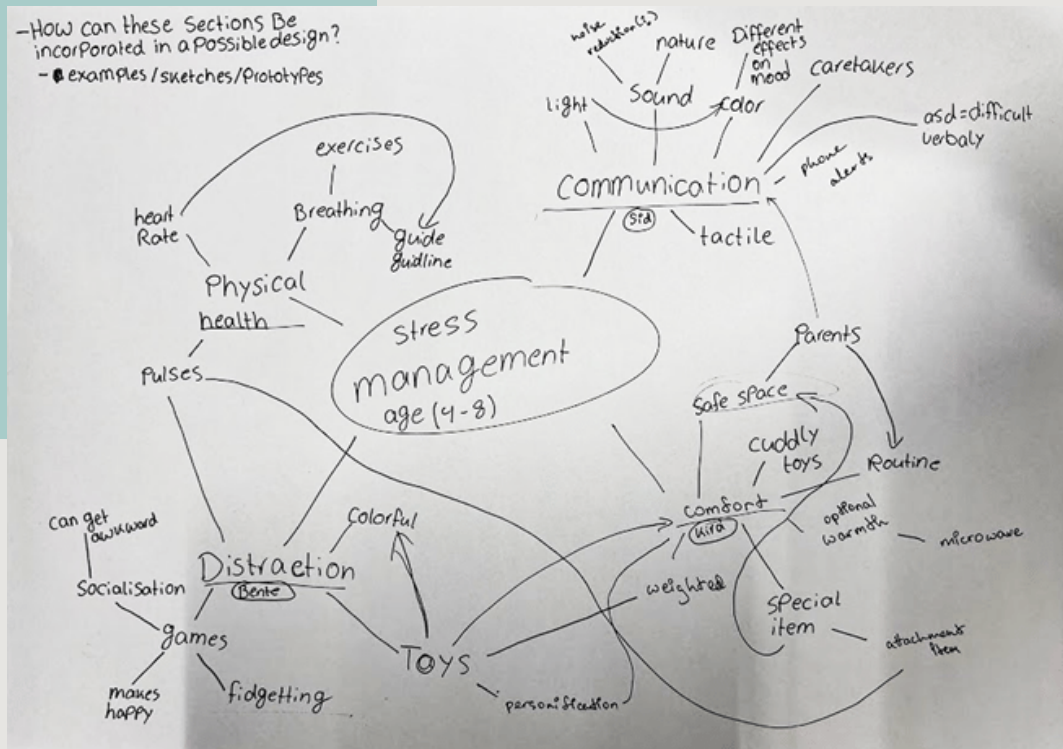 -How can these Sections Be
incorporated in a possible design?
- examples/sketches/Prototypes
noise
reduction(s)
nature
Different
effects
on
mood
light
Sound
color
caretakers
asd=difficult
verbaly
phone
alerts
Communication
Sid
tactile
exercises
heart
Rate
Breathing
guide
guidline
Physical
health
Pulses
stress
management
age (4-8)
Parents
Safe space
cuddly
toys
Routine
comfort
Kira
optional
warmth
microwave
weighted
special
item
attachment
item
can get
awkward
Colorful
Distraction
Bente
Socialisation
games
Toys
makes
happy
fidgetting
personification